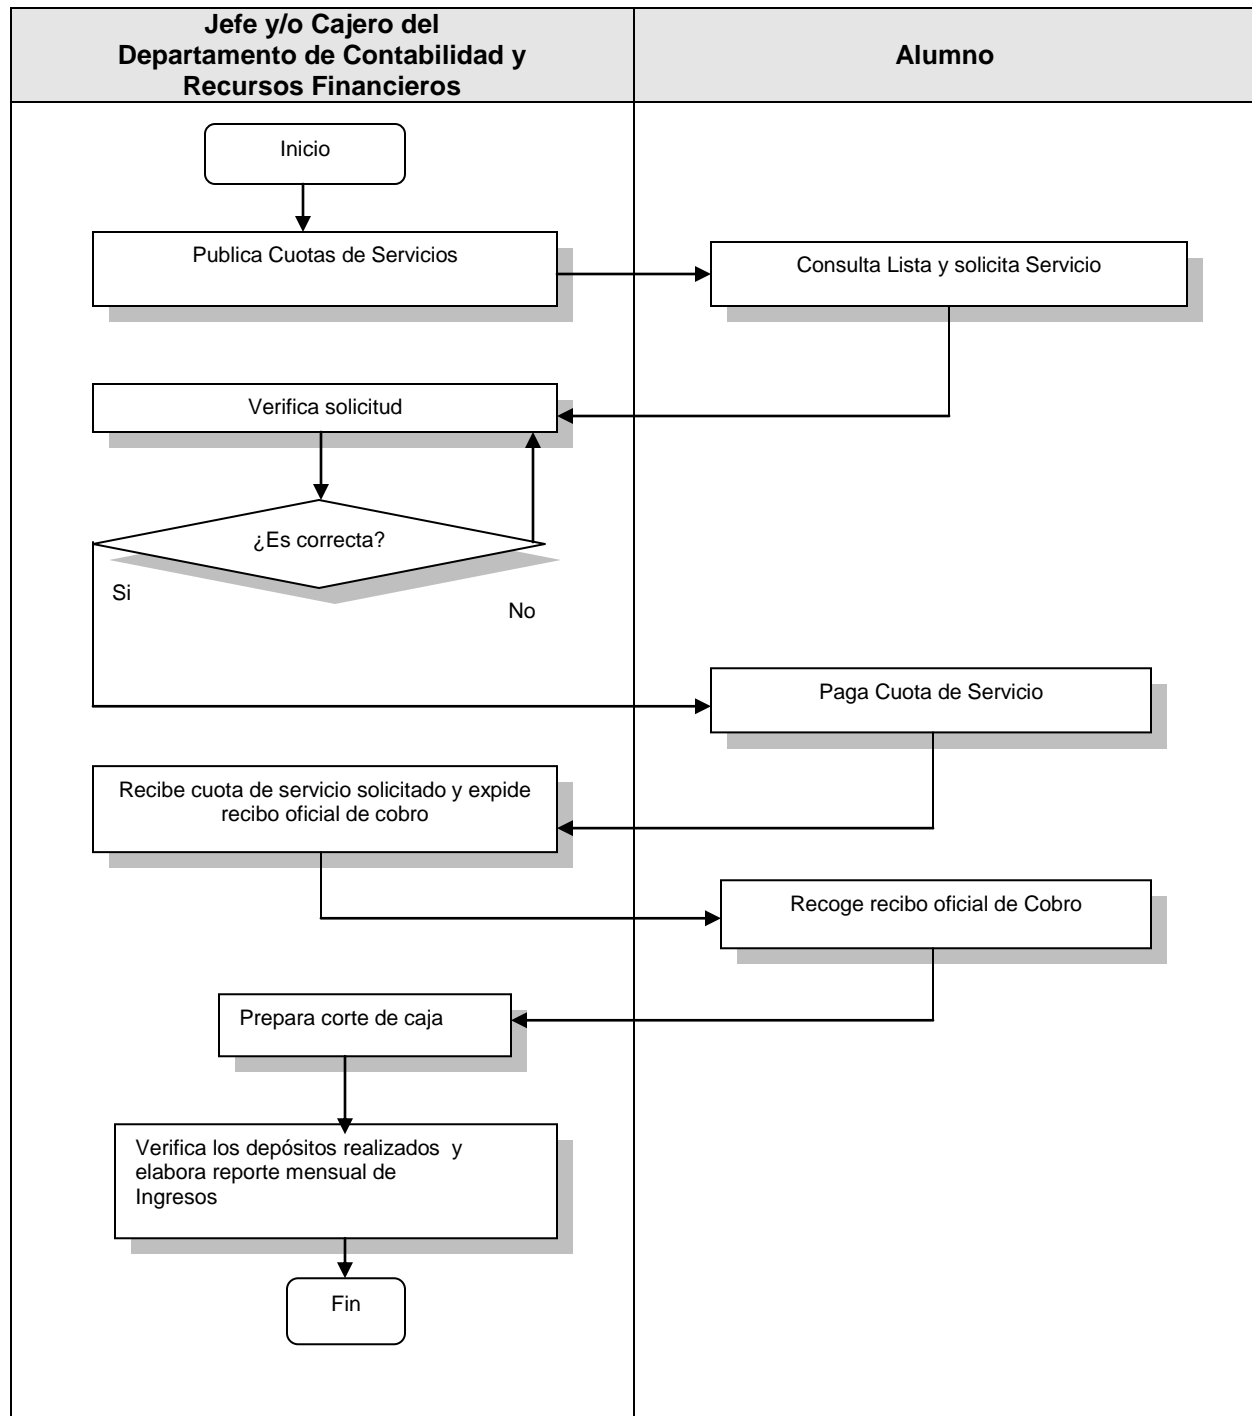 Jefe y/o Cajero del
Departamento de Contabilidad y
Recursos Financieros
Alumno
Inicio
Publica Cuotas de Servicios
Consulta Lista y solicita Servicio
Verifica solicitud
¿Es correcta?
Si
No
Paga Cuota de Servicio
Recibe cuota de servicio solicitado y expide
recibo oficial de cobro
Recoge recibo oficial de Cobro
Prepara corte de caja
Verifica los depósitos realizados y
elabora reporte mensual de
Ingresos
Fin